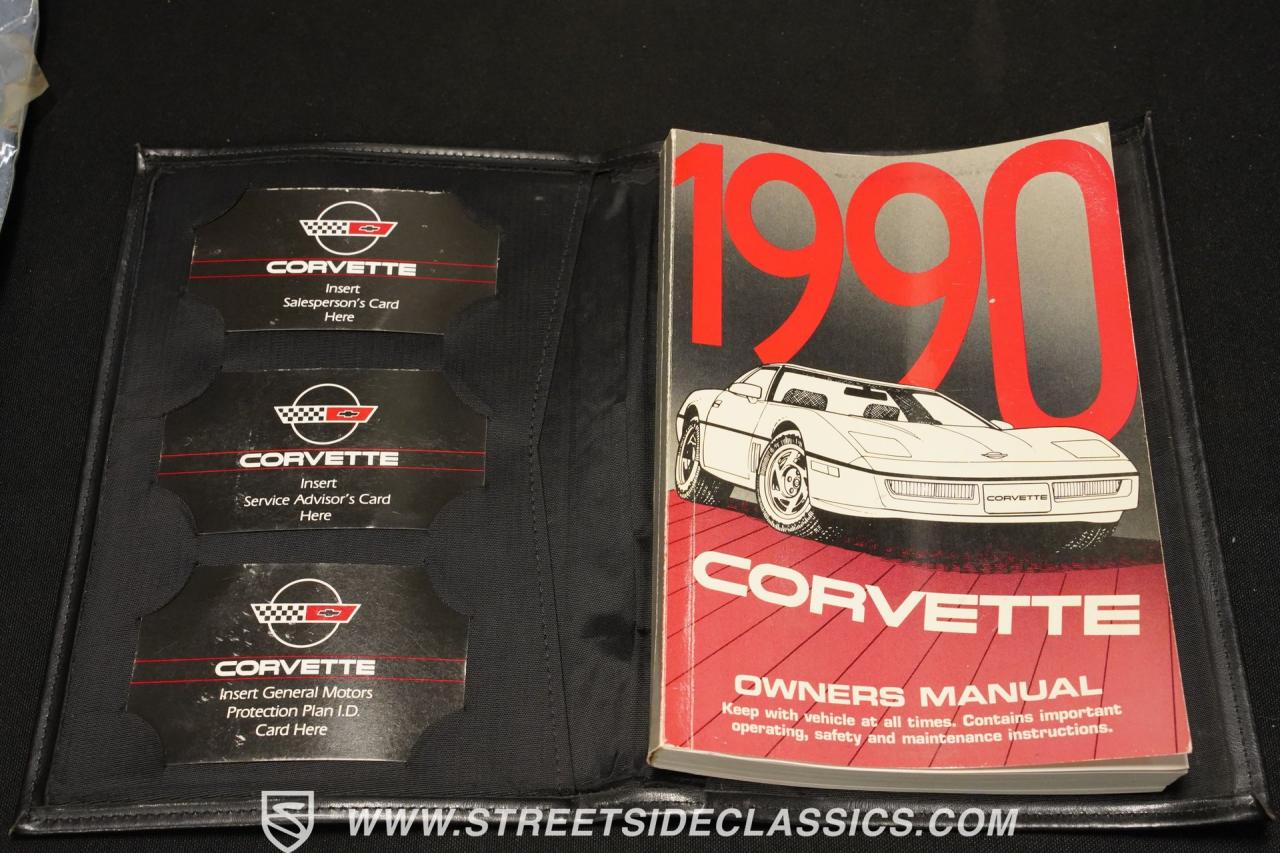 CORVETTE
Insert
Salesperson's Card
Here
CORVETTE
Insert
Service Advisor's Card
Here
CORVETTE
Insert General Motors
Protection Plan I.D.
Card Here
1990
CORVETTE
CORVETTE
OWNERS MANUAL
Keep with vehicle at all times. Contains important
operating, safety and maintenance instructions.
WWW.STREETSIDECLASSICS.COM